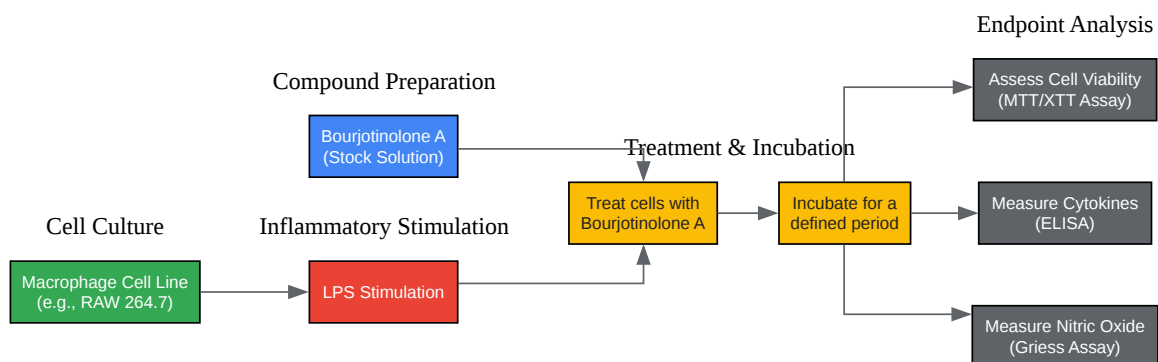 Endpoint Analysis
Assess Cell Viability
(MTT/XTT Assay)
Compound Preparation
Bourjotinolone A
(Stock Solution)
Treatment & Incubation
Treat cells with
Bourjotinolone A
Incubate for a
defined period
Measure Cytokines
(ELISA)
Cell Culture
Inflammatory Stimulation
Macrophage Cell Line
(e.g., RAW 264.7)
LPS Stimulation
Measure Nitric Oxide
(Griess Assay)